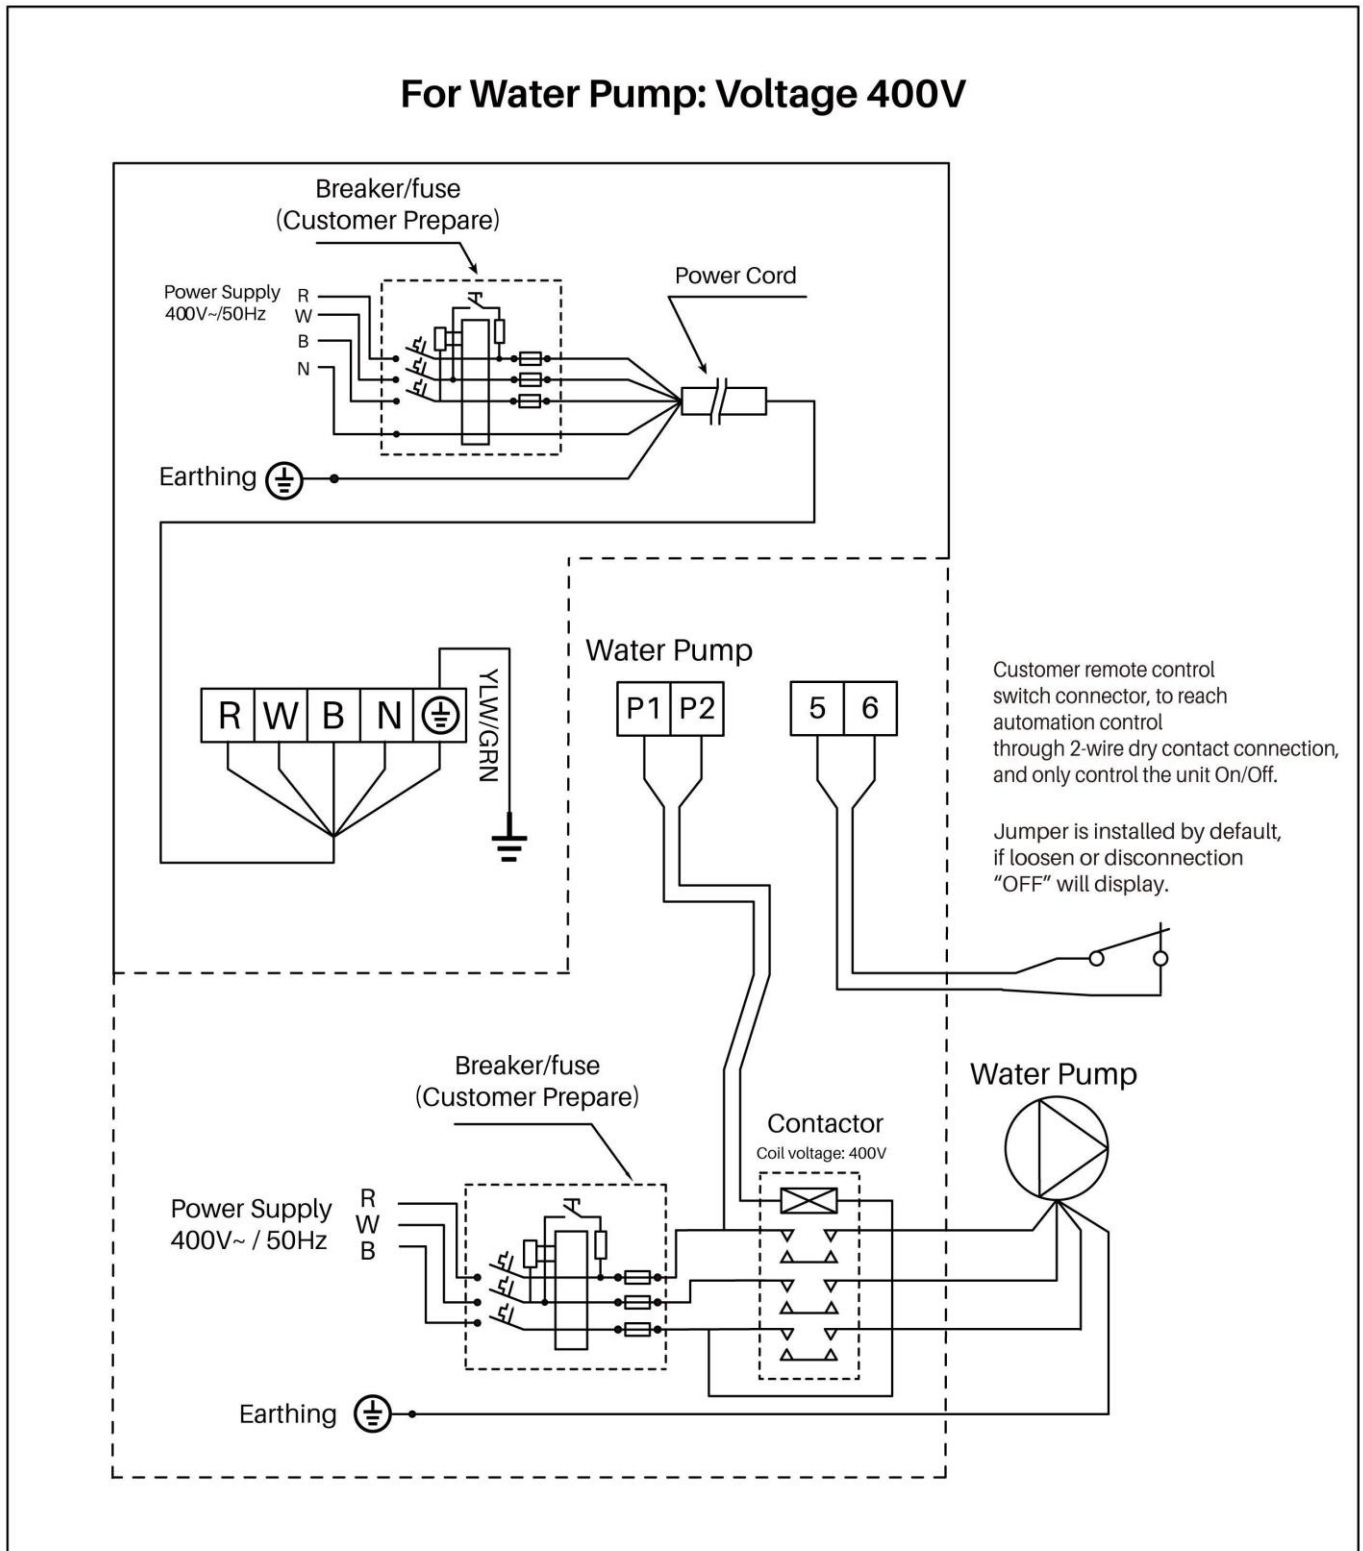 For Water Pump: Voltage 400V
Breaker/fuse
(Customer Prepare)
Power Cord
Power Supply
400V~/50Hz
R
W
B
N
Earthing
R W B N
YLW/GRN
Water Pump
P1 P2
5 6
Customer remote control
switch connector, to reach
automation control
through 2-wire dry contact connection,
and only control the unit On/Off.
Jumper is installed by default,
if loosen or disconnection
“OFF” will display.
Breaker/fuse
(Customer Prepare)
Water Pump
Contactor
Coil voltage: 400V
Power Supply
400V~ / 50Hz
R
W
B
Earthing